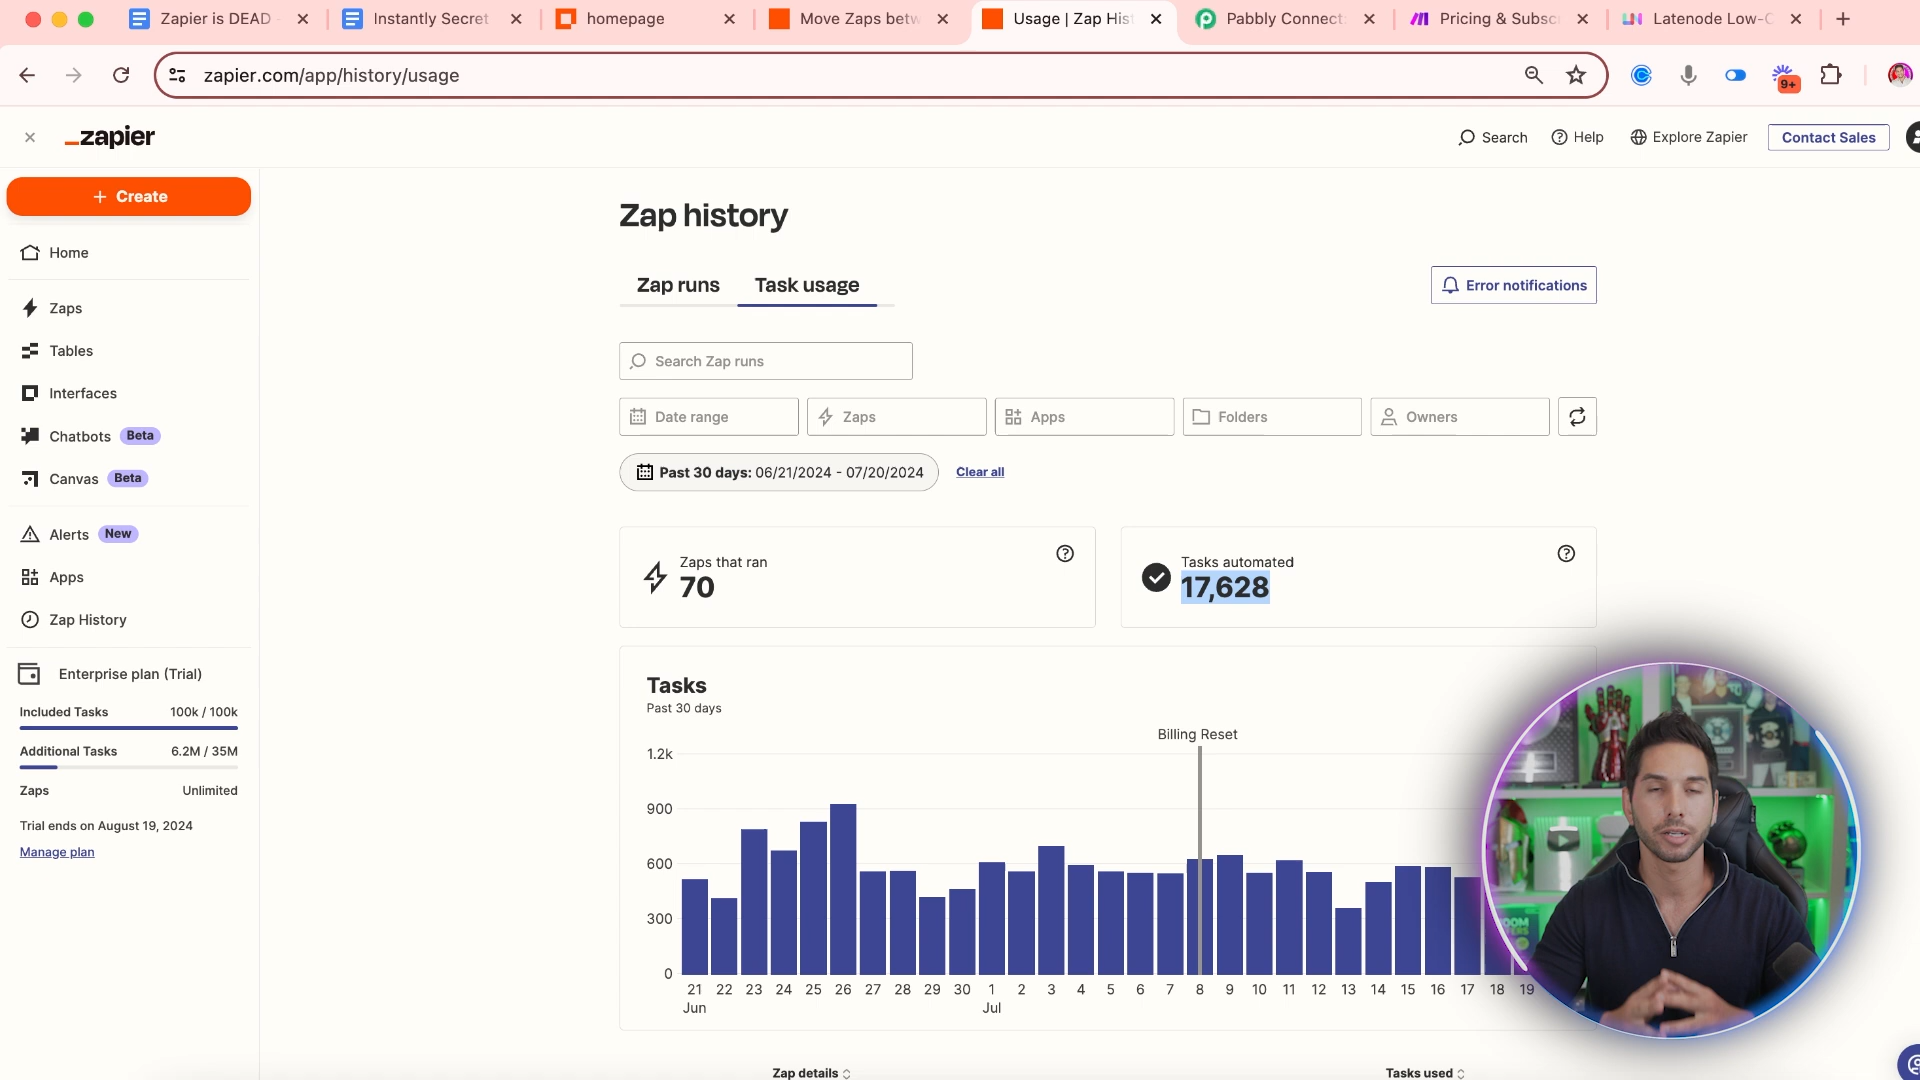 Zapier is DEAD
Instantly Secret
homepage
Move Zaps betw
Usage | Zap Hist
Pabbly Connect:
Pricing & Subsc
Latenode Low-C
zapier.com/app/history/usage
9+
zapier
Search
Help
Explore Zapier
Contact Sales
Create
Home
Zaps
Tables
Interfaces
Chatbots Beta
Canvas Beta
Alerts New
Apps
Zap History
Enterprise plan (Trial)
Included Tasks 100k / 100k
Additional Tasks 6.2M / 35M
Zaps Unlimited
Trial ends on August 19, 2024
Manage plan
Zap history
Zap runs Task usage
Error notifications
Search Zap runs
Date range Zaps Apps Folders Owners
Past 30 days: 06/21/2024 - 07/20/2024 Clear all
Zaps that ran
70
Tasks automated
17,628
Tasks
Past 30 days
Billing Reset
1.2k
900
600
300
0
21 22 23 24 25 26 27 28 29 30 1 2 3 4 5 6 7 8 9 10 11 12 13 14 15 16 17 18 19
Jun Jul
Zap details Tasks used